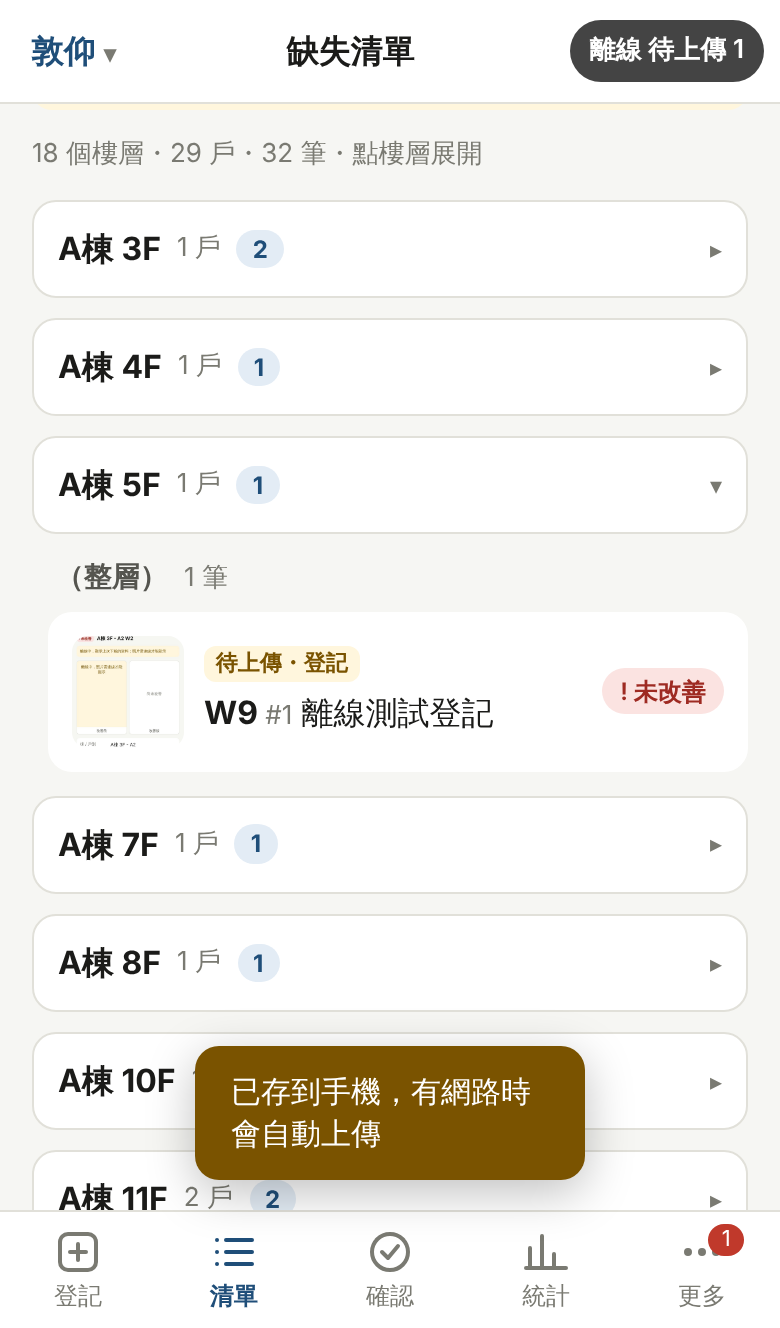 敦仰 ▾
缺失清單
離線 待上傳 1
18 個樓層・29 戶・32 筆・點樓層展開
A棟 3F 1 戶 2
A棟 4F 1 戶 1
A棟 5F 1 戶 1
（整層） 1 筆
A棟 3F・A2 W2
待上傳・登記
W9 #1 離線測試登記
! 未改善
A棟 7F 1 戶 1
A棟 8F 1 戶 1
A棟 10F
已存到手機，有網路時
會自動上傳
A棟 11F 2 戶 2
登記
清單
確認
統計
更多
1